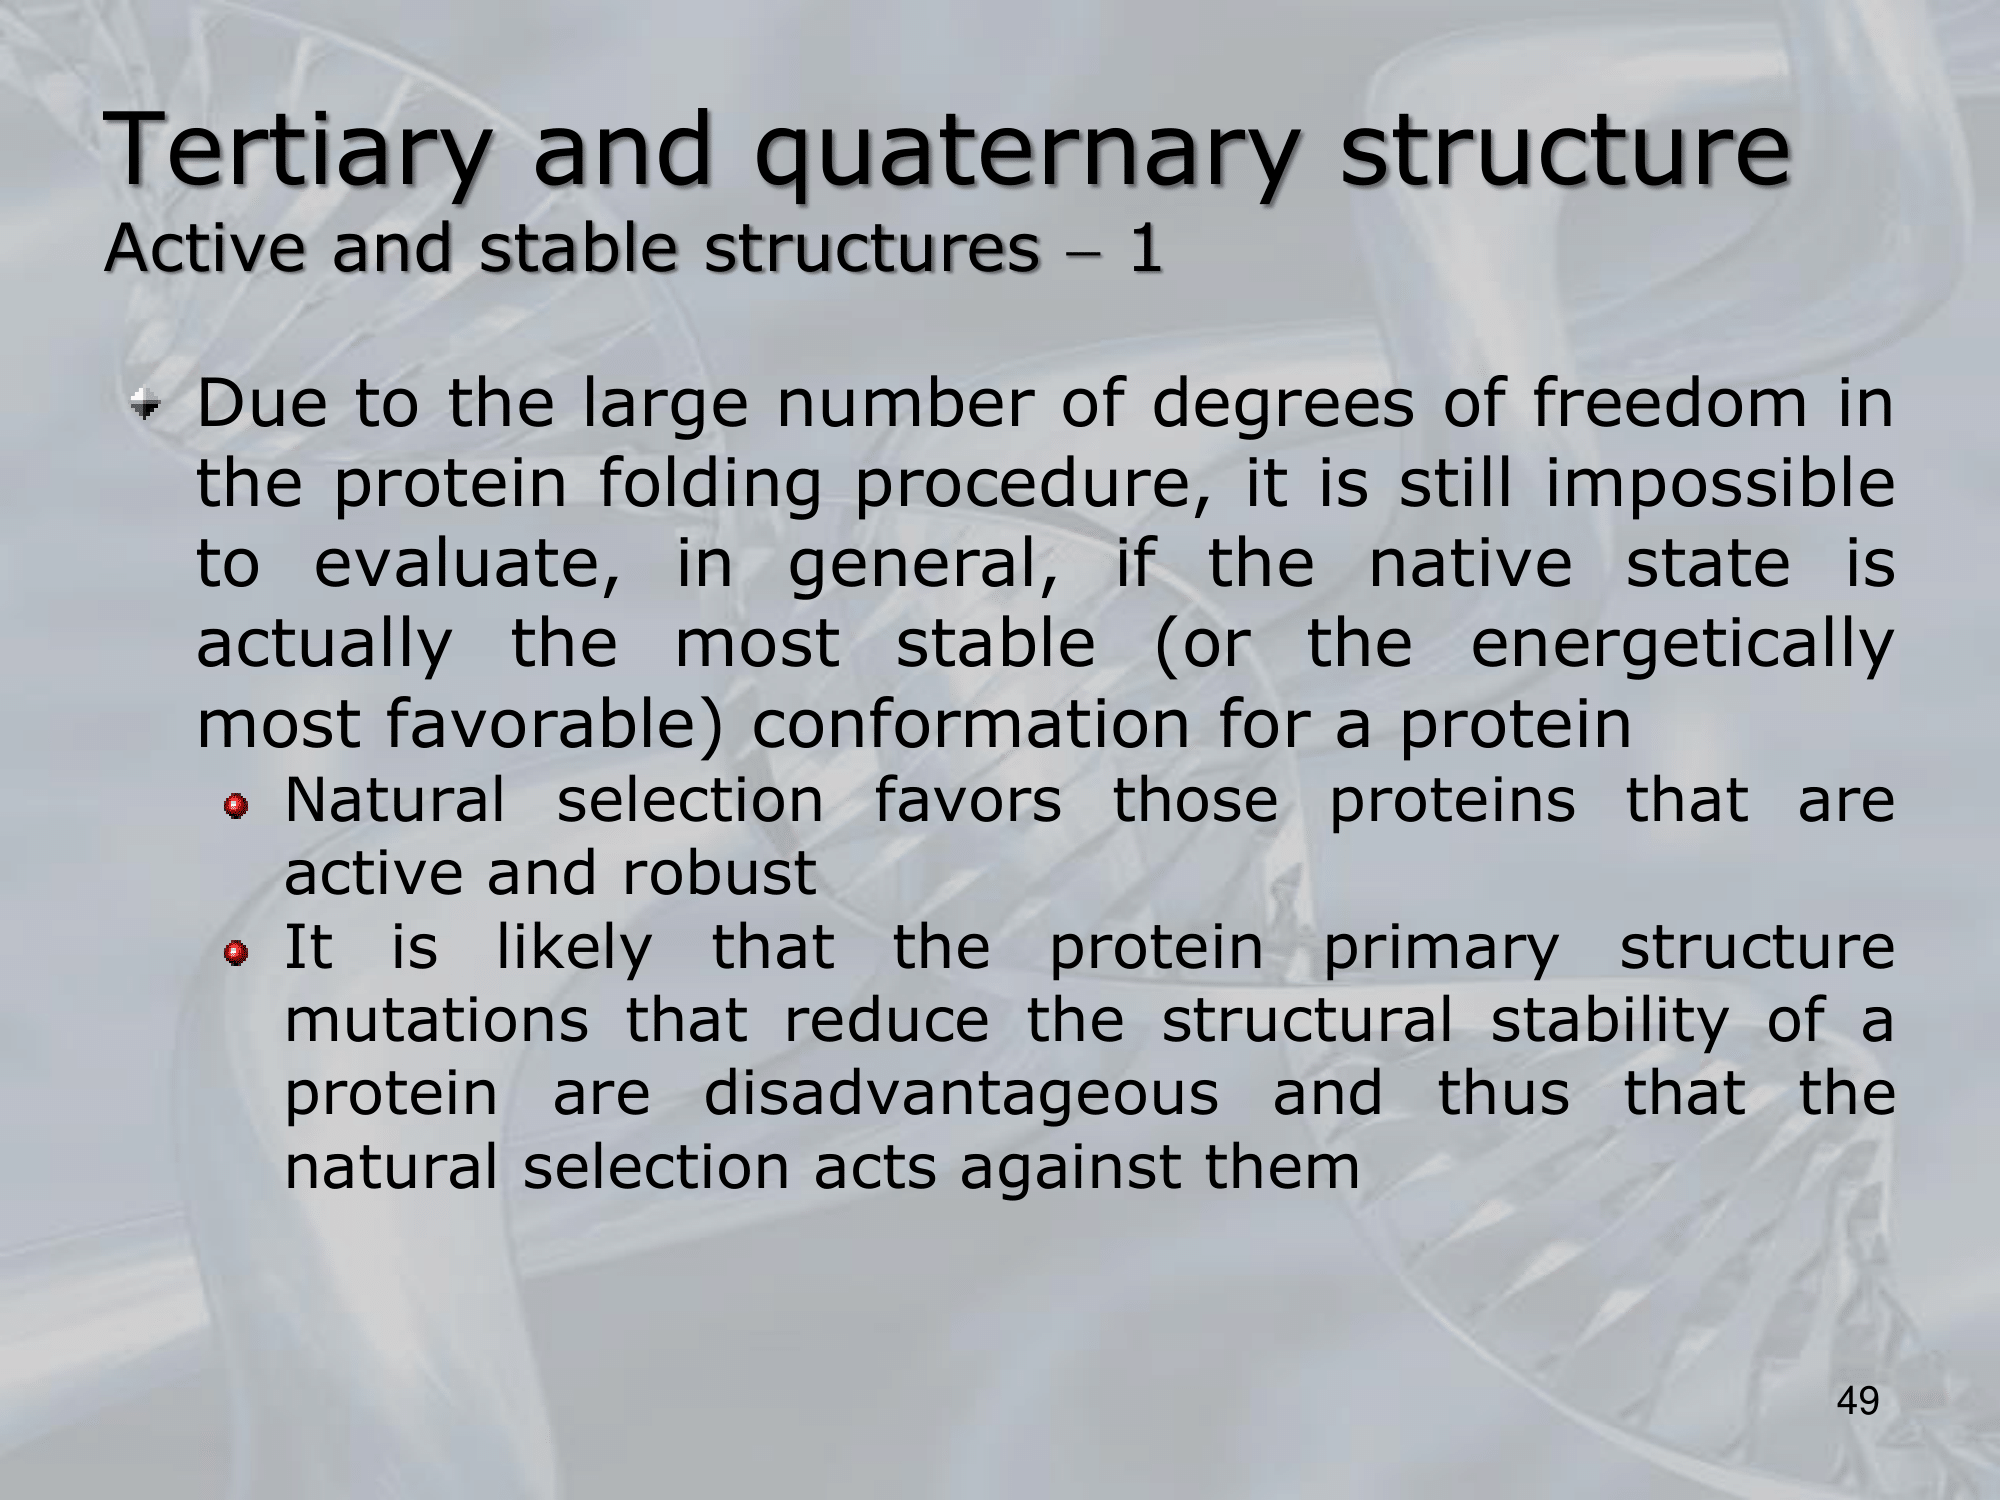 Tertiary and quaternary structure
Active and stable structures – 1
Due to the large number of degrees of freedom in
the protein folding procedure, it is still impossible
to evaluate, in general, if the native state is
actually the most stable (or the energetically
most favorable) conformation for a protein
Natural selection favors those proteins that are
active and robust
It is likely that the protein primary structure
mutations that reduce the structural stability of a
protein are disadvantageous and thus that the
natural selection acts against them
49